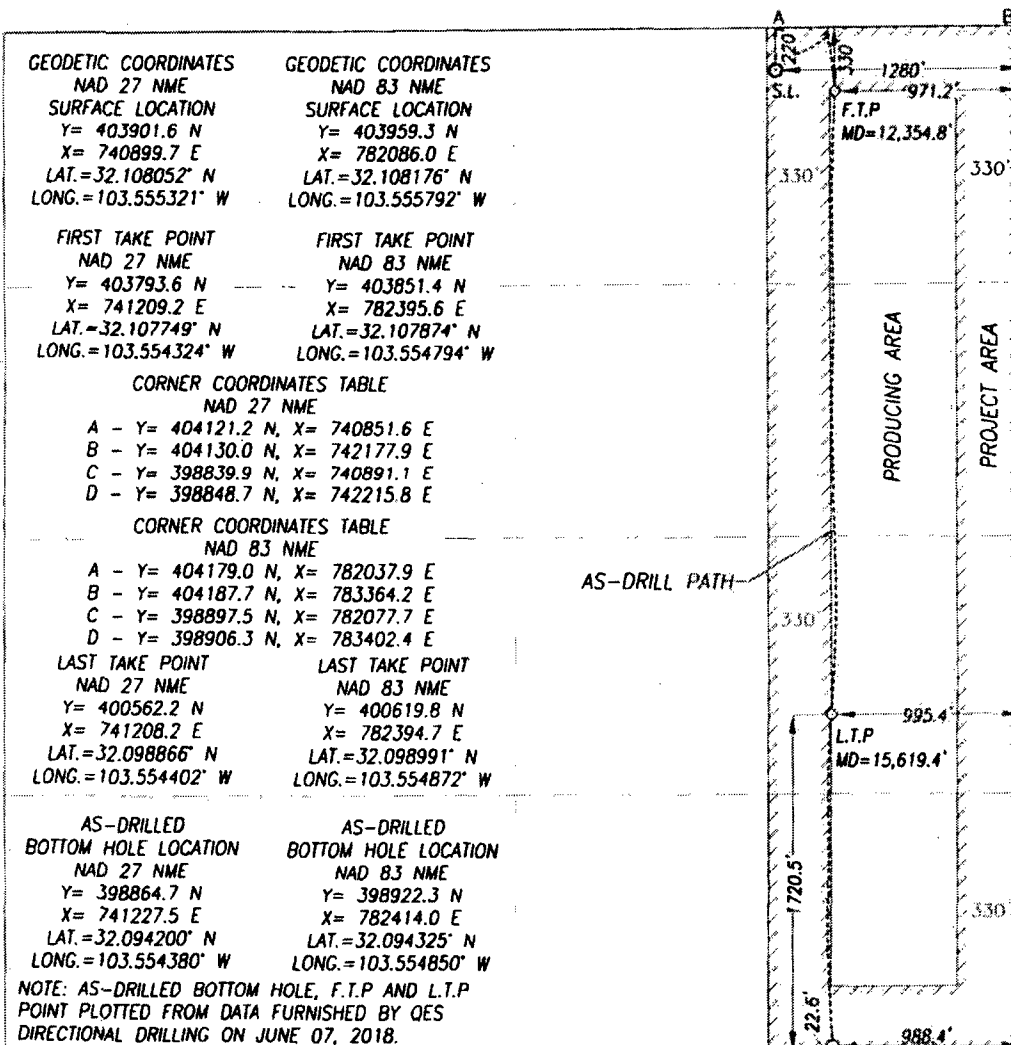 GEODETIC COORDINATES
NAD 27 NME
SURFACE LOCATION
Y= 403901.6 N
X= 740899.7 E
LAT.=32.108052° N
LONG.=103.555321° W
GEODETIC COORDINATES
NAD 83 NME
SURFACE LOCATION
Y= 403959.3 N
X= 782086.0 E
LAT.=32.108176° N
LONG.=103.555792° W
FIRST TAKE POINT
NAD 27 NME
Y= 403793.6 N
X= 741209.2 E
LAT.=32.107749° N
LONG.=103.554324° W
FIRST TAKE POINT
NAD 83 NME
Y= 403851.4 N
X= 782395.6 E
LAT.=32.107874° N
LONG.=103.554794° W
CORNER COORDINATES TABLE
NAD 27 NME
A - Y= 404121.2 N, X= 740851.6 E
B - Y= 404130.0 N, X= 742177.9 E
C - Y= 398839.9 N, X= 740891.1 E
D - Y= 398848.7 N, X= 742215.8 E
CORNER COORDINATES TABLE
NAD 83 NME
A - Y= 404179.0 N, X= 782037.9 E
B - Y= 404187.7 N, X= 783364.2 E
C - Y= 398897.5 N, X= 782077.7 E
D - Y= 398906.3 N, X= 783402.4 E
LAST TAKE POINT
NAD 27 NME
Y= 400562.2 N
X= 741208.2 E
LAT.=32.098866° N
LONG.=103.554402° W
LAST TAKE POINT
NAD 83 NME
Y= 400619.8 N
X= 782394.7 E
LAT.=32.098991° N
LONG.=103.554872° W
AS-DRILLED
BOTTOM HOLE LOCATION
NAD 27 NME
Y= 398864.7 N
X= 741227.5 E
LAT.=32.094200° N
LONG.=103.554380° W
AS-DRILLED
BOTTOM HOLE LOCATION
NAD 83 NME
Y= 398922.3 N
X= 782414.0 E
LAT.=32.094325° N
LONG.=103.554850° W
NOTE: AS-DRILLED BOTTOM HOLE, F.T.P AND L.T.P
POINT PLOTTED FROM DATA FURNISHED BY QES
DIRECTIONAL DRILLING ON JUNE 07, 2018.
A
B
220'
330'
1280'
S.L.
971.2'
F.T.P
MD=12,354.8'
330'
330'
PRODUCING AREA
PROJECT AREA
AS-DRILL PATH
330'
995.4'
L.T.P
MD=15,619.4'
1720.5'
330'
22.6'
988.4'